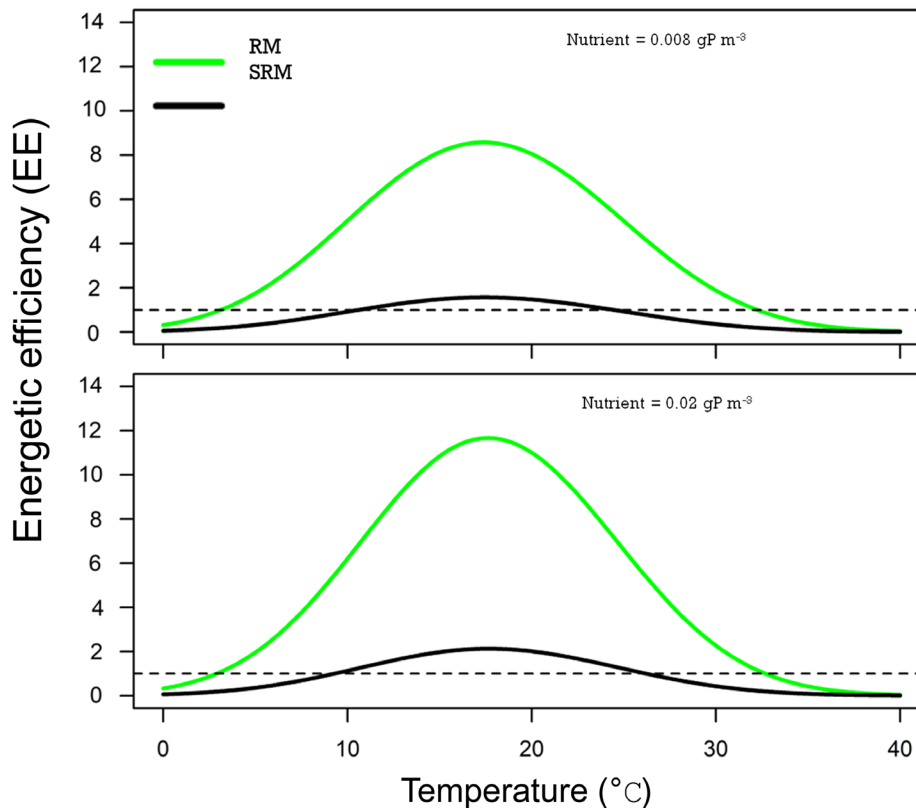 Energetic efficiency (EE)
14
12
10
8
6
4
2
0
RM
SRM
Nutrient = 0.008 gP m⁻³
14
12
10
8
6
4
2
0
Nutrient = 0.02 gP m⁻³
0 10 20 30 40
Temperature (°C)